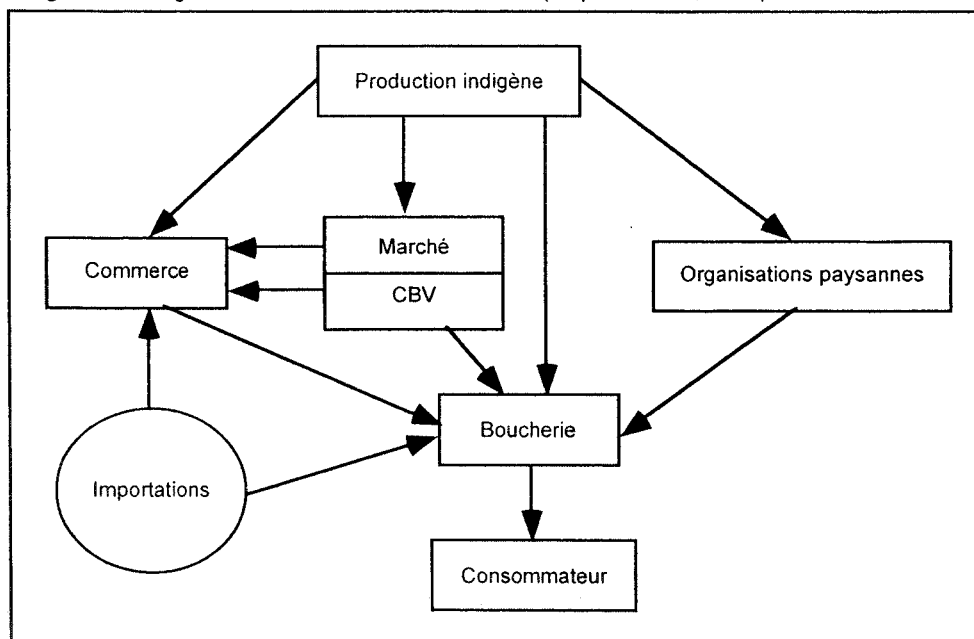 Production indigène
Marché
Commerce
CBV
Organisations paysannes
Boucherie
Importations
Consommateur